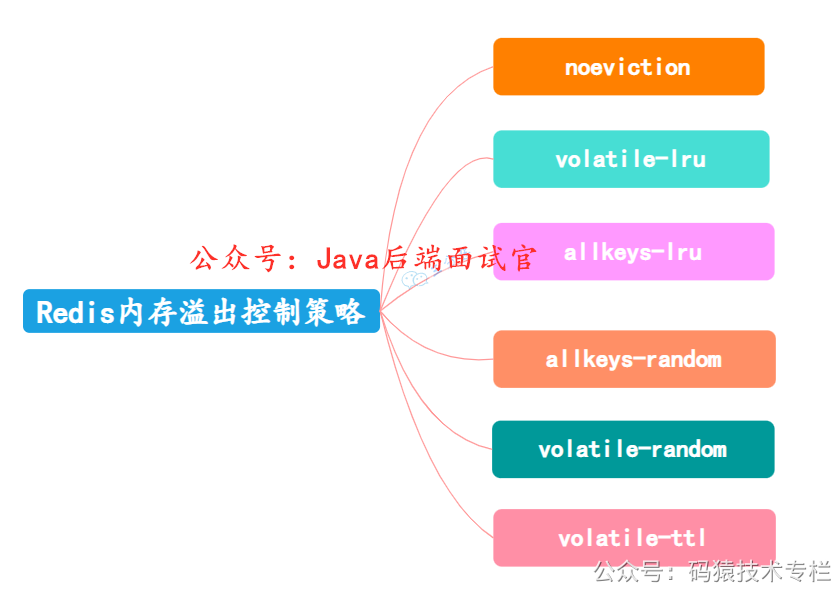 noeviction
volatile-lru
公众号：Java后端面试官
allkeys-lru
Redis内存溢出控制策略
allkeys-random
volatile-random
volatile-ttl
公众号：码猿技术专栏